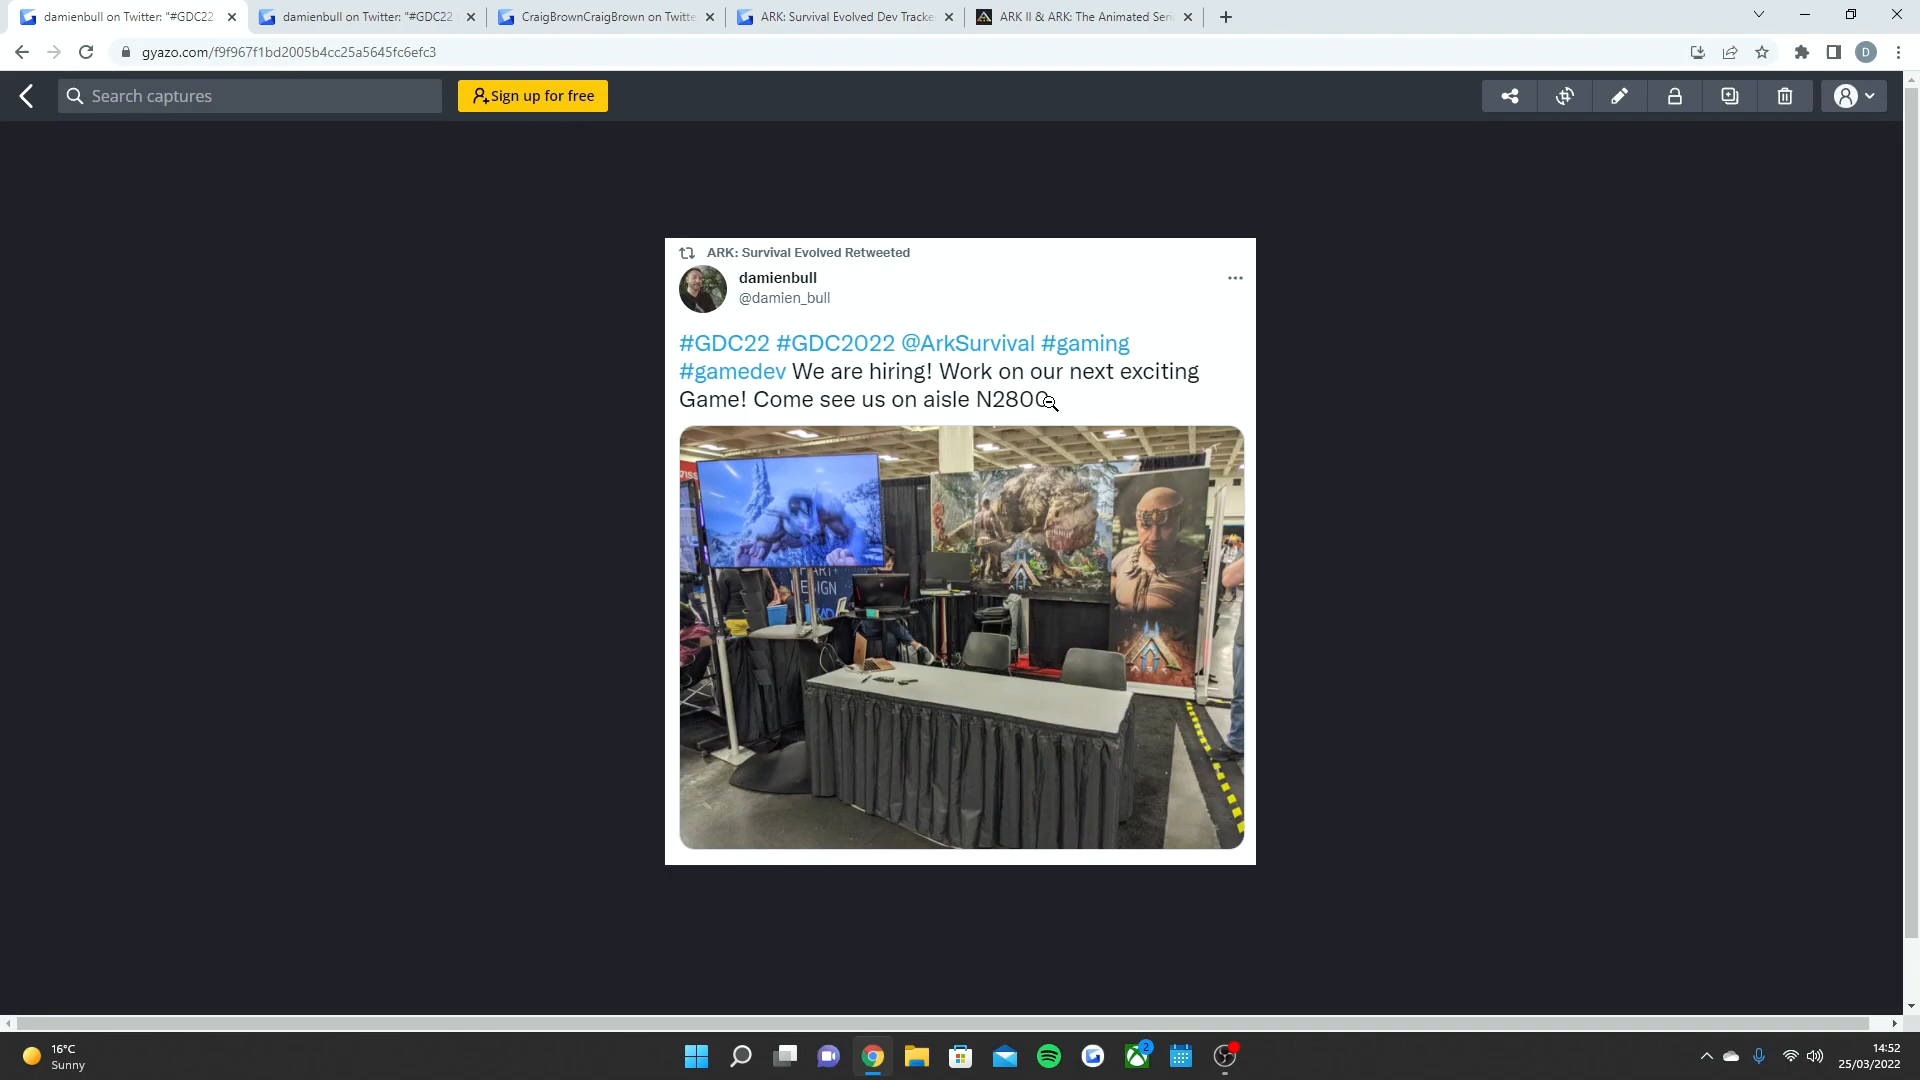 damienbull on Twitter: "#GDC22
damienbull on Twitter: "#GDC22
CraigBrownCraigBrown on Twitte
ARK: Survival Evolved Dev Tracke
ARK II & ARK: The Animated Seri
gyazo.com/f9f967f1bd2005b4cc25a5645fc6efc3
D
Search captures
Sign up for free
ARK: Survival Evolved Retweeted
damienbull
@damien_bull
#GDC22 #GDC2022 @ArkSurvival #gaming
#gamedev We are hiring! Work on our next exciting
Game! Come see us on aisle N2800
16°C
Sunny
2
14:52
25/03/2022